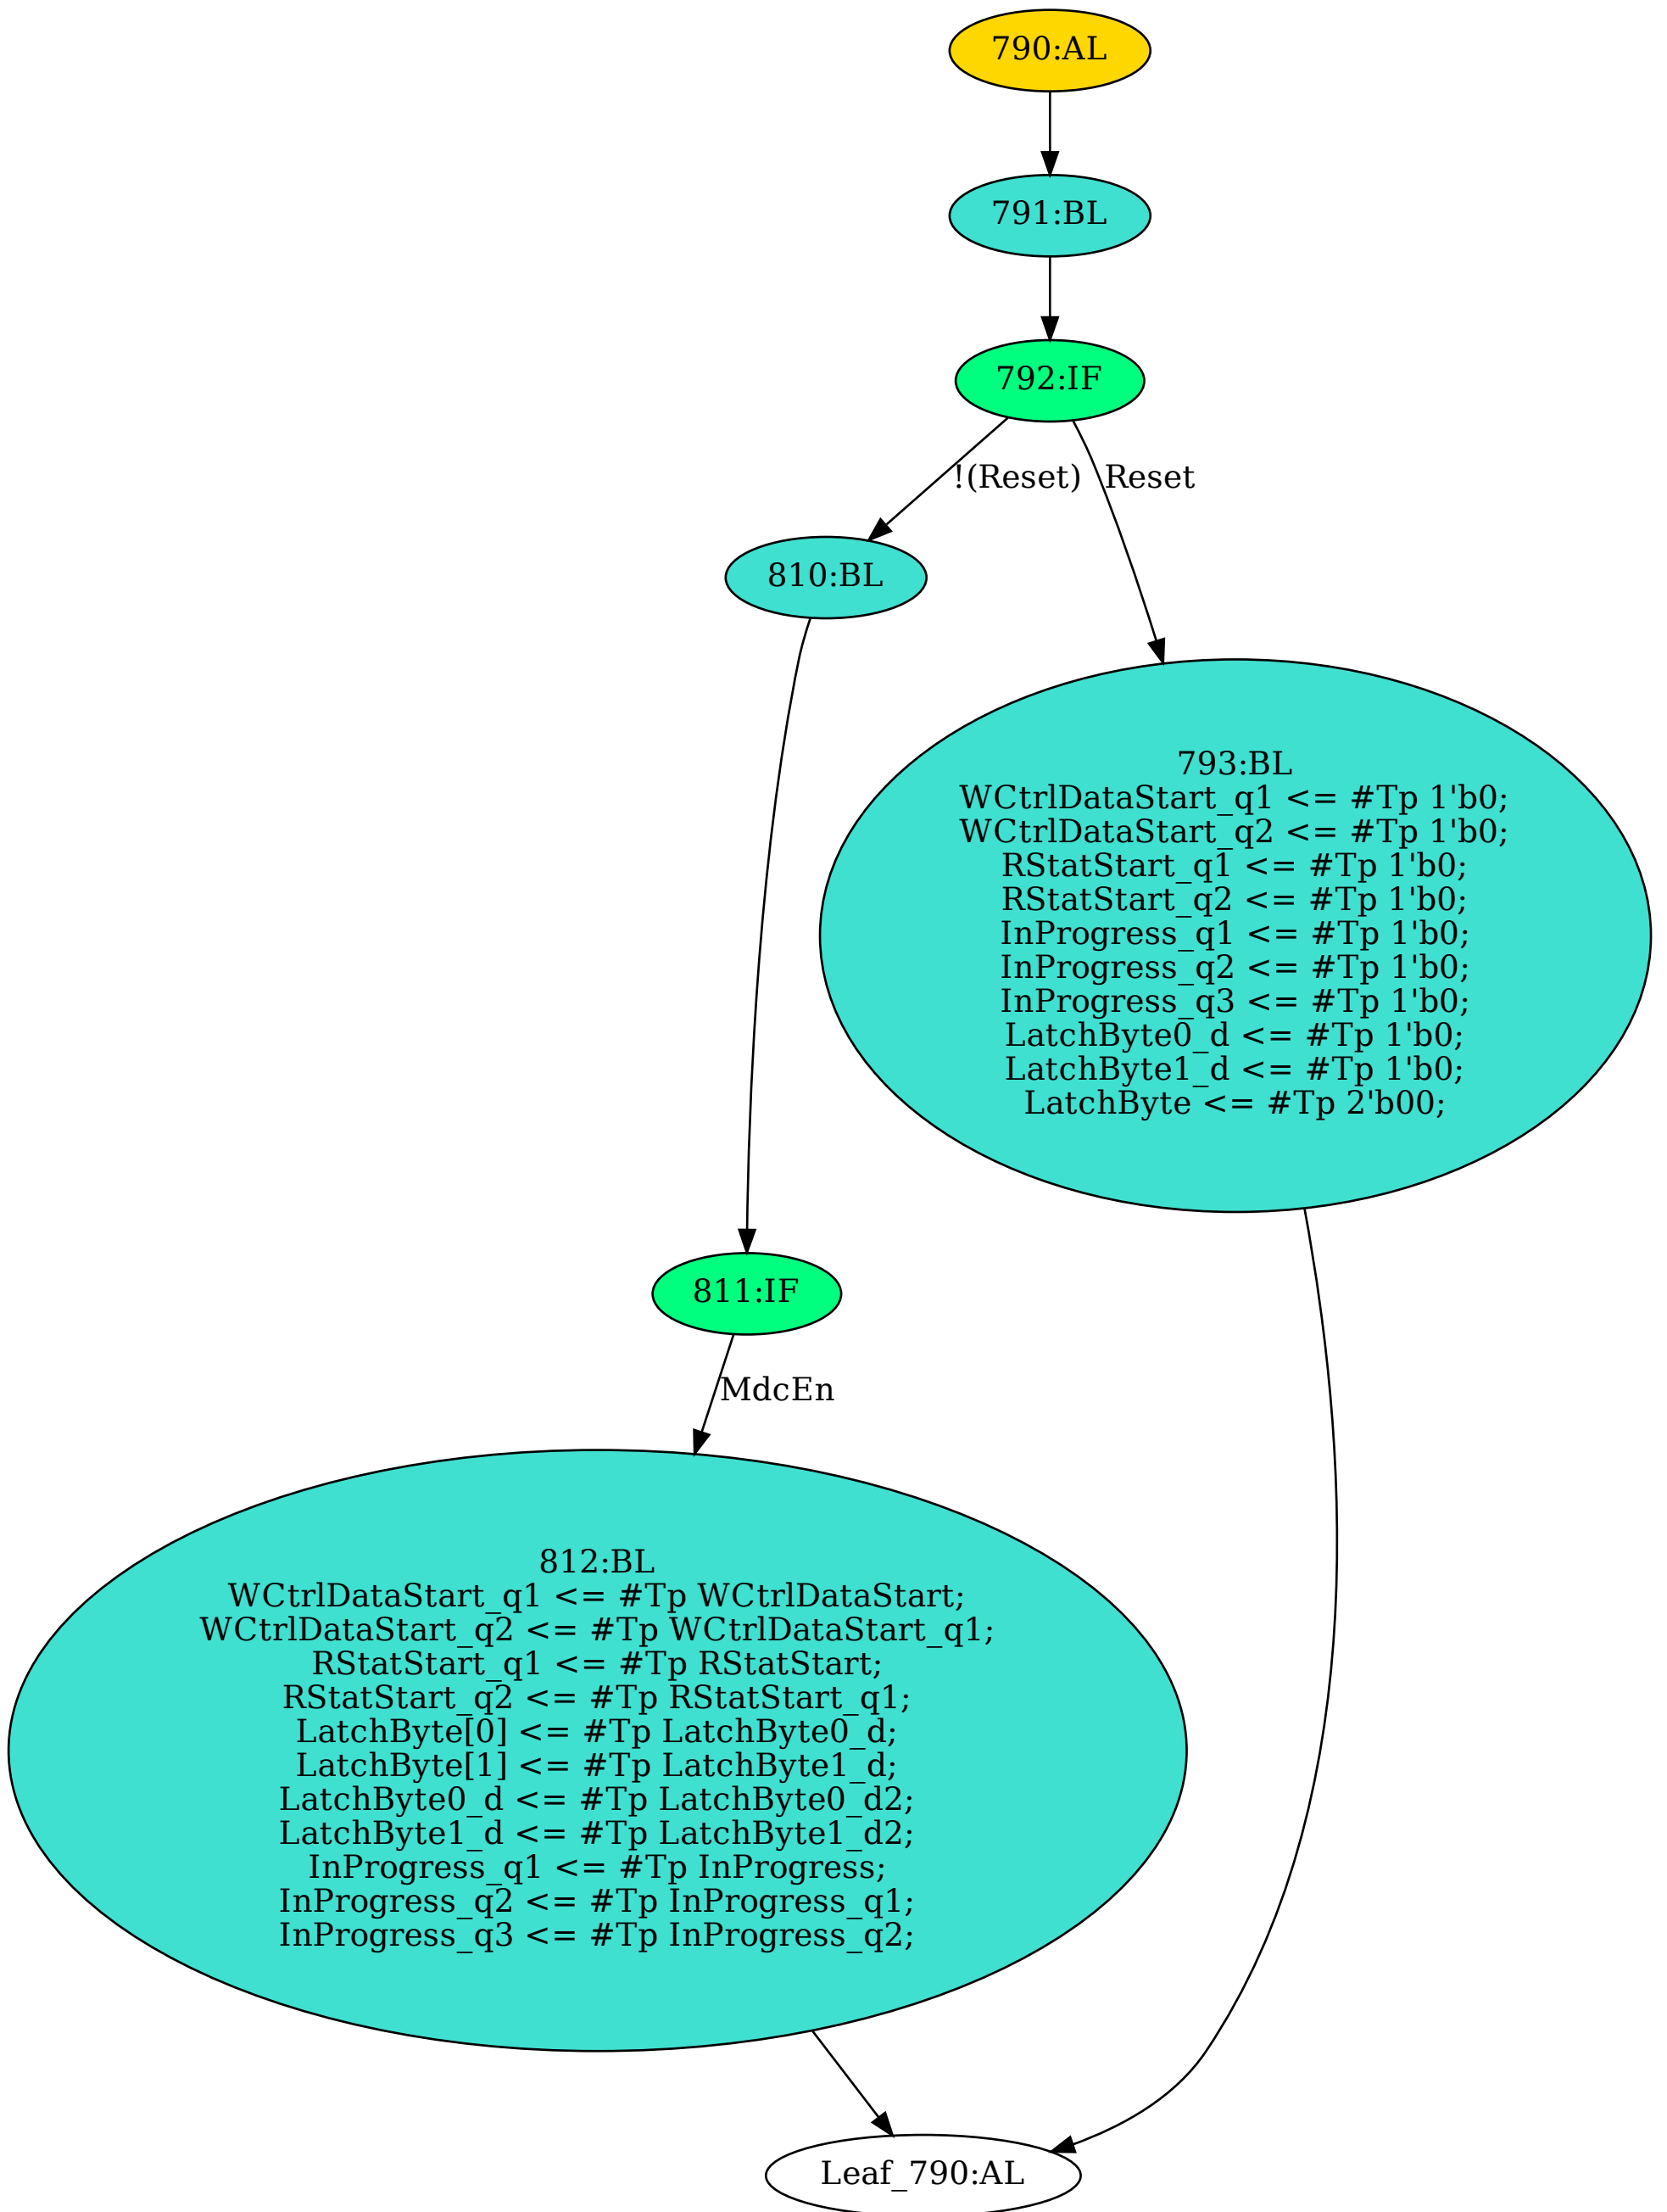 790:AL
791:BL
792:IF
!(Reset)
Reset
810:BL
793:BL
WCtrlDataStart_q1 <= #Tp 1'b0;
WCtrlDataStart_q2 <= #Tp 1'b0;
RStatStart_q1 <= #Tp 1'b0;
RStatStart_q2 <= #Tp 1'b0;
InProgress_q1 <= #Tp 1'b0;
InProgress_q2 <= #Tp 1'b0;
InProgress_q3 <= #Tp 1'b0;
LatchByte0_d <= #Tp 1'b0;
LatchByte1_d <= #Tp 1'b0;
LatchByte <= #Tp 2'b00;
811:IF
MdcEn
812:BL
WCtrlDataStart_q1 <= #Tp WCtrlDataStart;
WCtrlDataStart_q2 <= #Tp WCtrlDataStart_q1;
RStatStart_q1 <= #Tp RStatStart;
RStatStart_q2 <= #Tp RStatStart_q1;
LatchByte[0] <= #Tp LatchByte0_d;
LatchByte[1] <= #Tp LatchByte1_d;
LatchByte0_d <= #Tp LatchByte0_d2;
LatchByte1_d <= #Tp LatchByte1_d2;
InProgress_q1 <= #Tp InProgress;
InProgress_q2 <= #Tp InProgress_q1;
InProgress_q3 <= #Tp InProgress_q2;
Leaf_790:AL